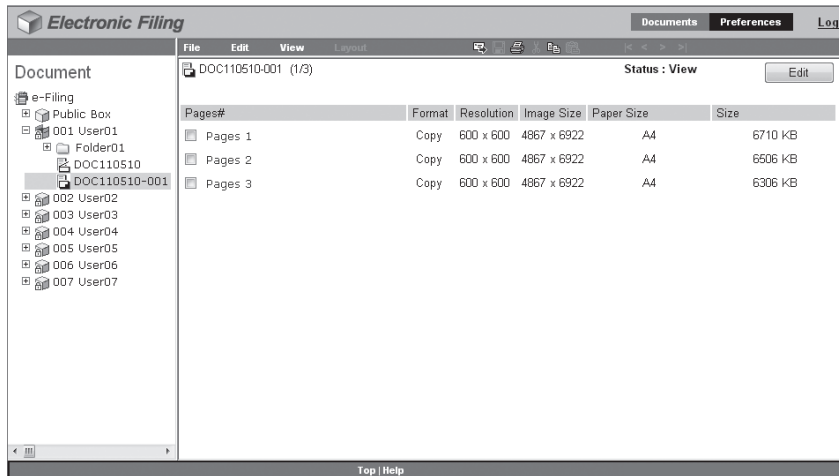 Electronic Filing
Documents Preferences Log
File Edit View Layout
Document
e-Filing
Public Box
001 User01
Folder01
DOC110510
DOC110510-001
002 User02
003 User03
004 User04
005 User05
006 User06
007 User07
DOC110510-001 (1/3) Status : View Edit
Pages# Format Resolution Image Size Paper Size Size
Pages 1 Copy 600 x 600 4867 x 6922 A4 6710 KB
Pages 2 Copy 600 x 600 4867 x 6922 A4 6506 KB
Pages 3 Copy 600 x 600 4867 x 6922 A4 6306 KB
Top | Help